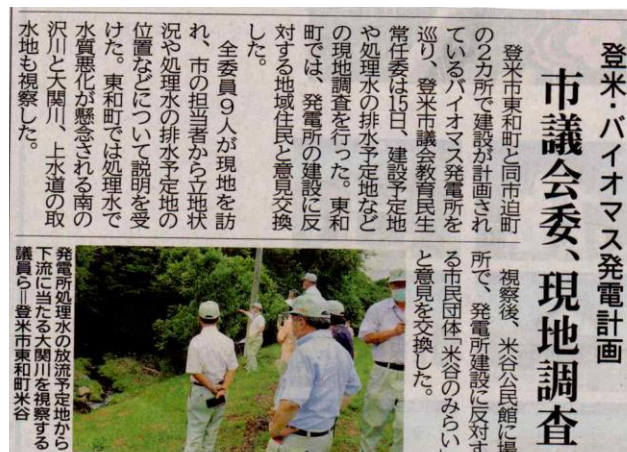 登米・バイオマス発電計画
市議会委、現地調査
登米市東和町と同市迫町
の2カ所で建設が計画され
ているバイオマス発電所を
巡り、登米市議会教育民生
常任委は15日、建設予定地
や処理水の排水予定地など
の現地調査を行った。東和
町では、発電所の建設に反
対する地域住民と意見交換
した。
全委員9人が現地を訪
れ、市の担当者から立地状
況や処理水の排水予定地の
位置などについて説明を受
けた。東和町では処理水で
水質悪化が懸念される南の
沢川と大関川、上水道の取
水地も視察した。
視察後、米谷公民館に場
所で、発電所建設に反対す
る市民団体「米谷のみらい
と意見を交換した。
発電所処理水の放流予定地から
下流に当たる大関川を視察する
議員ら＝登米市東和町米谷